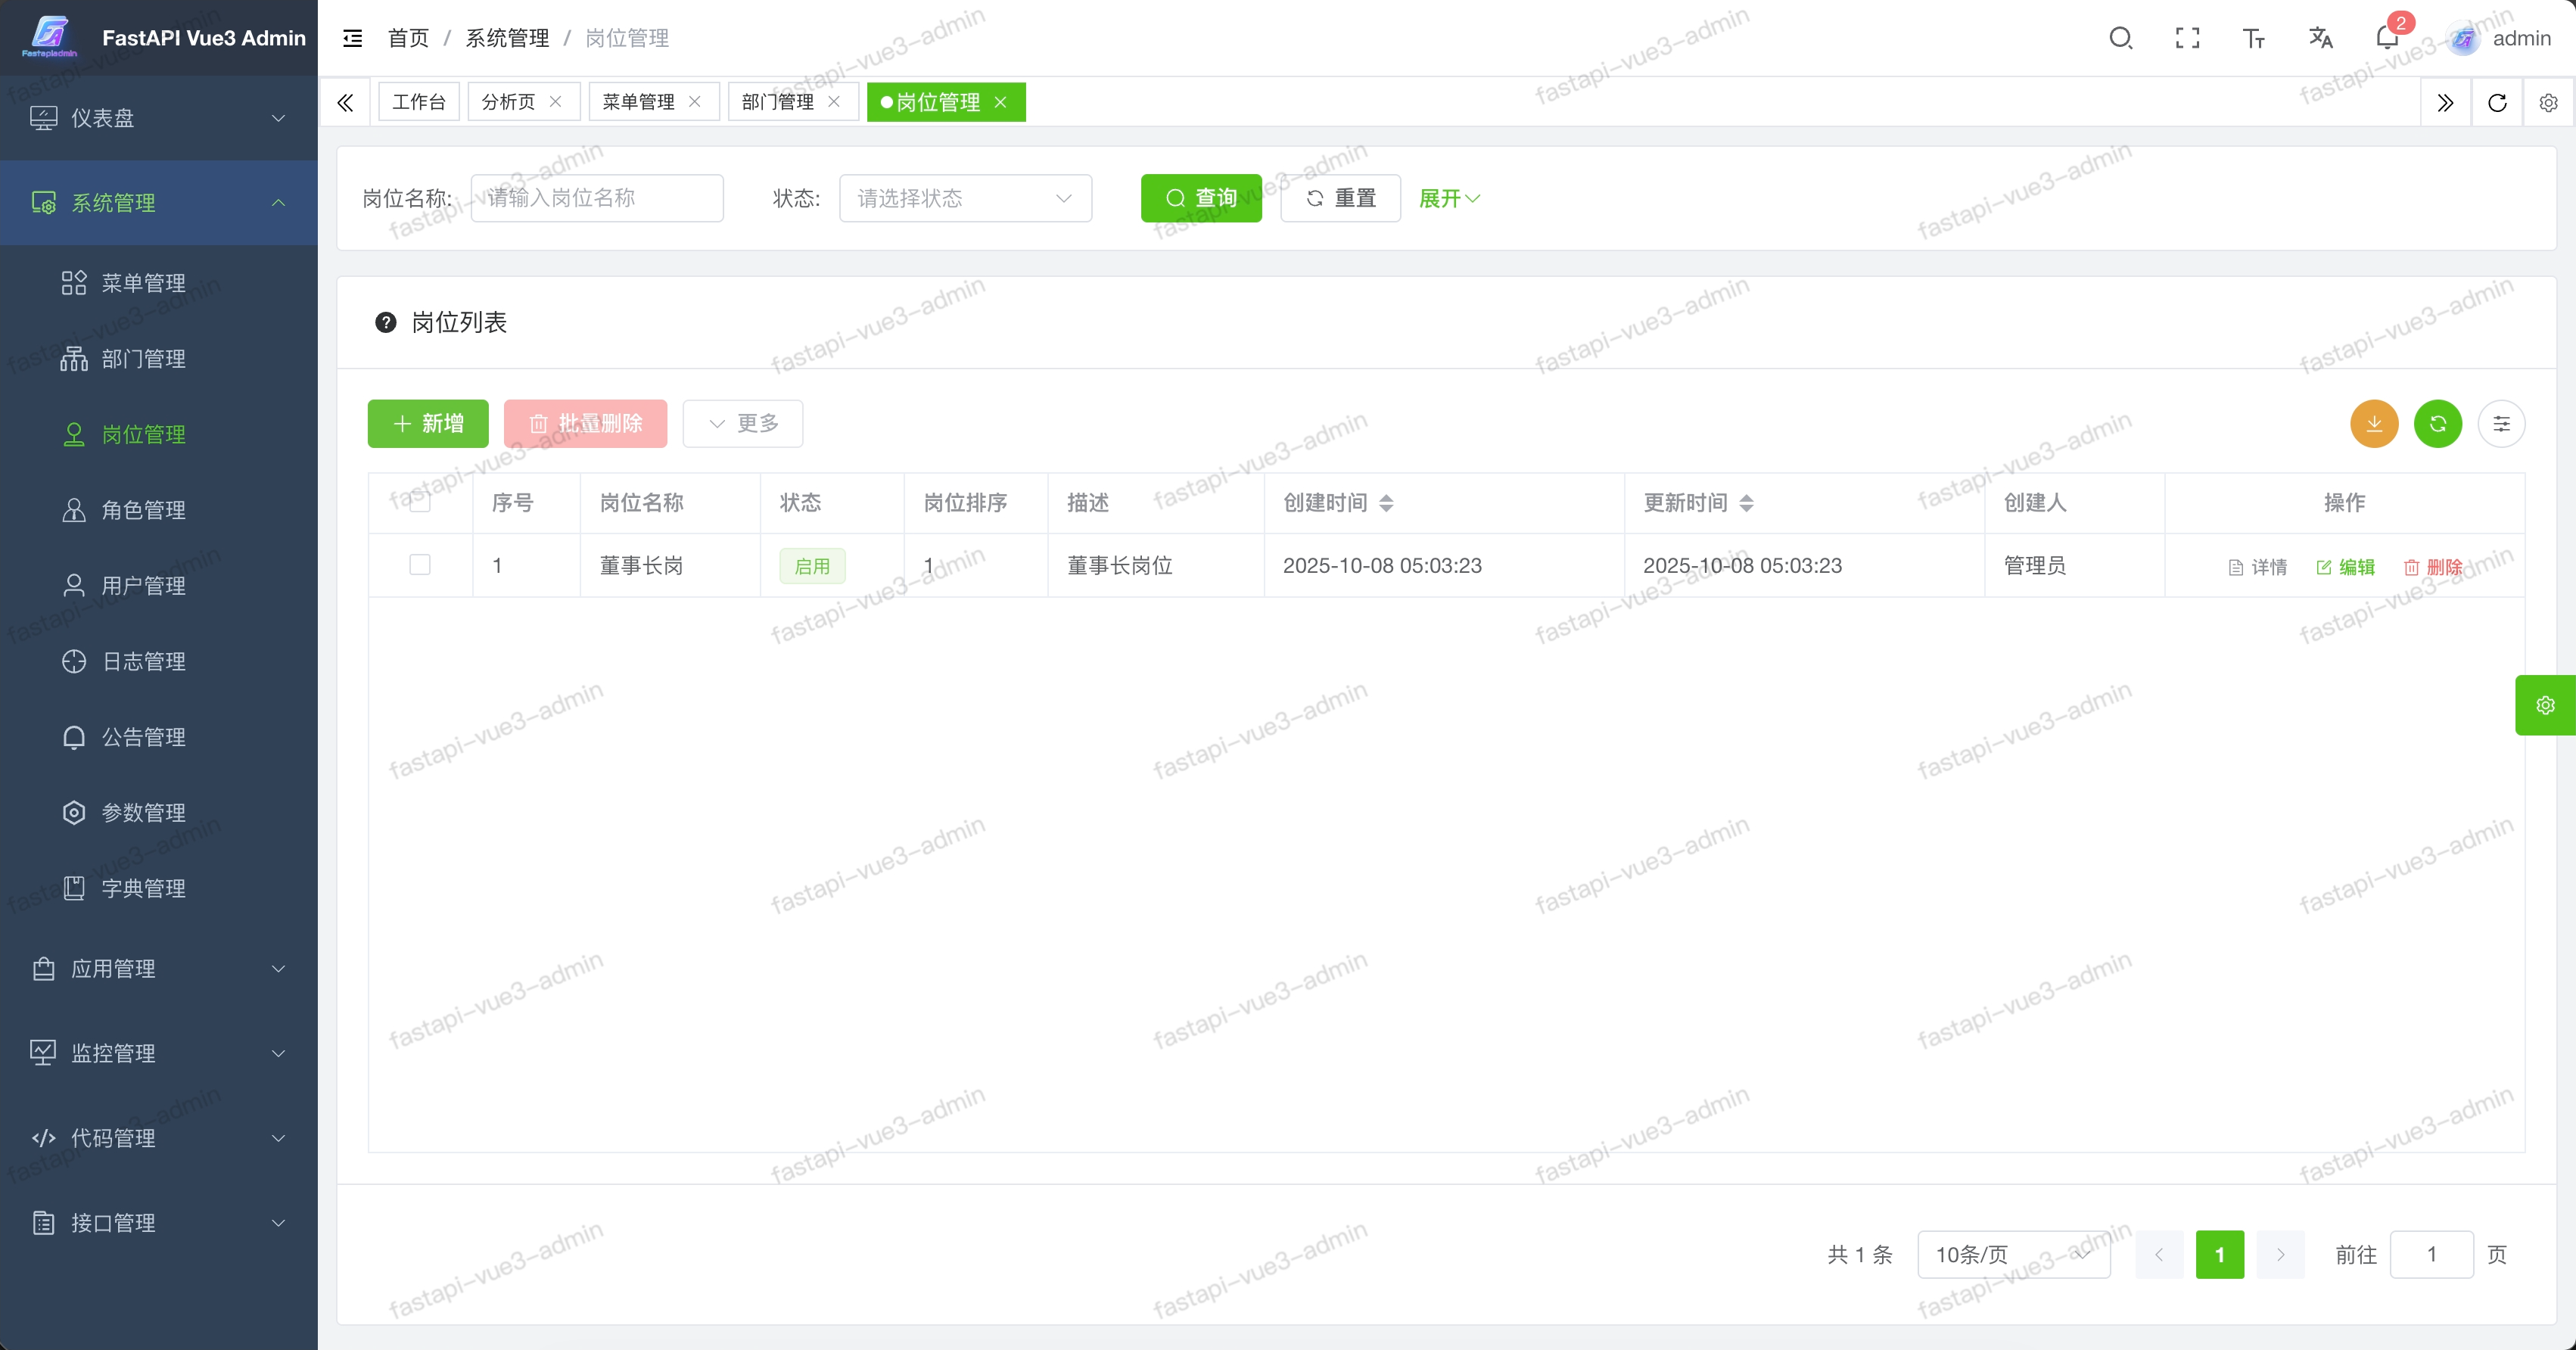 Fastapiadmin
FastAPI Vue3 Admin
首页 / 系统管理 / 岗位管理
2
admin
工作台
分析页
菜单管理
部门管理
岗位管理
仪表盘
系统管理
菜单管理
部门管理
岗位管理
角色管理
用户管理
日志管理
公告管理
参数管理
字典管理
应用管理
监控管理
代码管理
接口管理
岗位名称: 请输入岗位名称 状态: 请选择状态 查询 重置 展开
岗位列表
新增 批量删除 更多
序号 岗位名称 状态 岗位排序 描述 创建时间 更新时间 创建人 操作
1 董事长岗 启用 1 董事长岗位 2025-10-08 05:03:23 2025-10-08 05:03:23 管理员 详情 编辑 删除
共 1 条 10条/页 1 前往 1 页
fastapi-vue3-admin